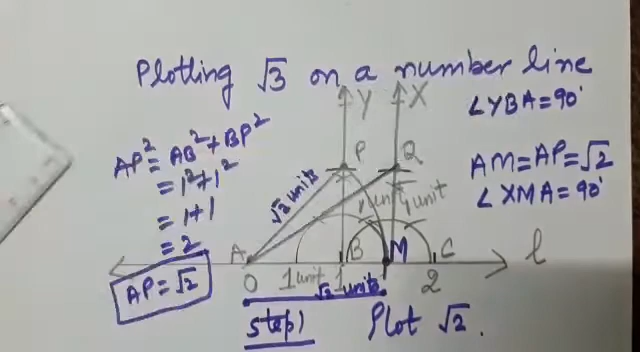 Plotting √3 on a number line
Y X
∠YBA = 90°
AP² = AB² + BP²
= 1² + 1²
= 1 + 1
= 2
AP = √2
P Q
AM = AP = √2
∠XMA = 90°
√2 units
1 unit 1 unit
A B M C l
0 1 unit 1 2
√2 units
Step 1 Plot √2.